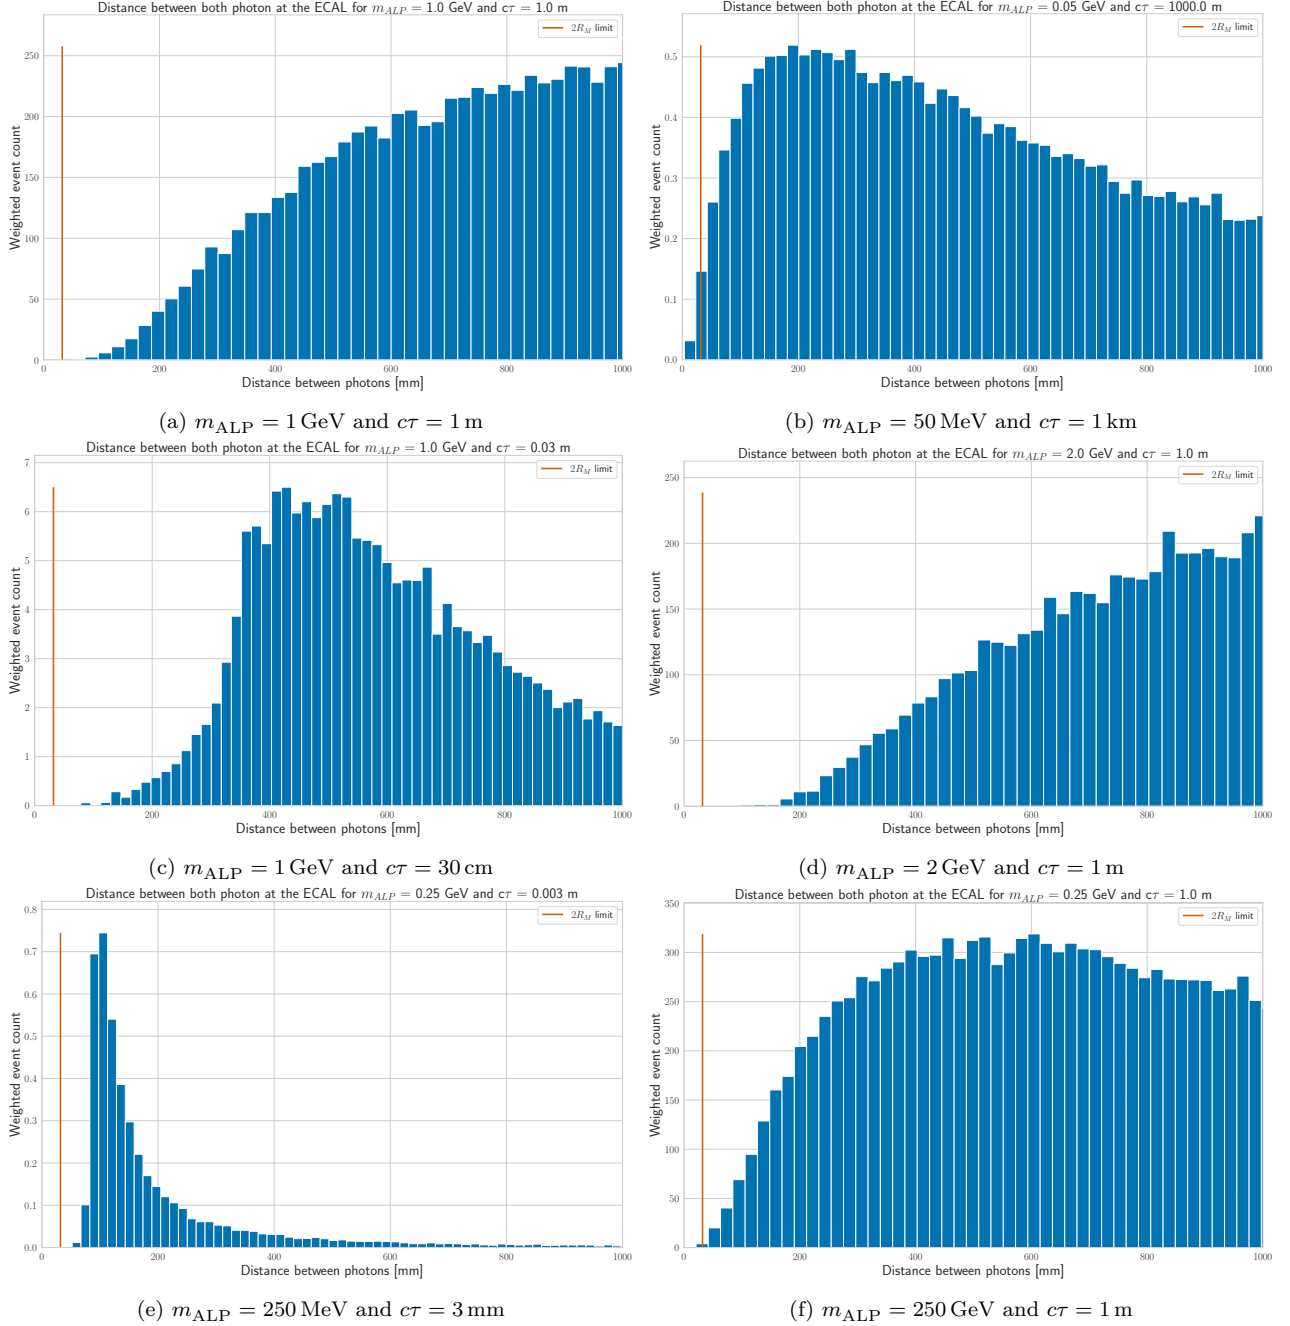 Distance between both photon at the ECAL for m_ALP = 1.0 GeV and cτ = 1.0 m
2R_M limit
Weighted event count
250
200
150
100
50
0
0 200 400 600 800 1000
Distance between photons [mm]
(a) m_ALP = 1 GeV and cτ = 1 m
Distance between both photon at the ECAL for m_ALP = 0.05 GeV and cτ = 1000.0 m
2R_M limit
Weighted event count
0.5
0.4
0.3
0.2
0.1
0.0
0 200 400 600 800 1000
Distance between photons [mm]
(b) m_ALP = 50 MeV and cτ = 1 km
Distance between both photon at the ECAL for m_ALP = 1.0 GeV and cτ = 0.03 m
2R_M limit
Weighted event count
7
6
5
4
3
2
1
0
0 200 400 600 800 1000
Distance between photons [mm]
(c) m_ALP = 1 GeV and cτ = 30 cm
Distance between both photon at the ECAL for m_ALP = 2.0 GeV and cτ = 1.0 m
2R_M limit
Weighted event count
250
200
150
100
50
0
0 200 400 600 800 1000
Distance between photons [mm]
(d) m_ALP = 2 GeV and cτ = 1 m
Distance between both photon at the ECAL for m_ALP = 0.25 GeV and cτ = 0.003 m
2R_M limit
Weighted event count
0.8
0.7
0.6
0.5
0.4
0.3
0.2
0.1
0.0
0 200 400 600 800 1000
Distance between photons [mm]
(e) m_ALP = 250 MeV and cτ = 3 mm
Distance between both photon at the ECAL for m_ALP = 0.25 GeV and cτ = 1.0 m
2R_M limit
Weighted event count
350
300
250
200
150
100
50
0
0 200 400 600 800 1000
Distance between photons [mm]
(f) m_ALP = 250 GeV and cτ = 1 m